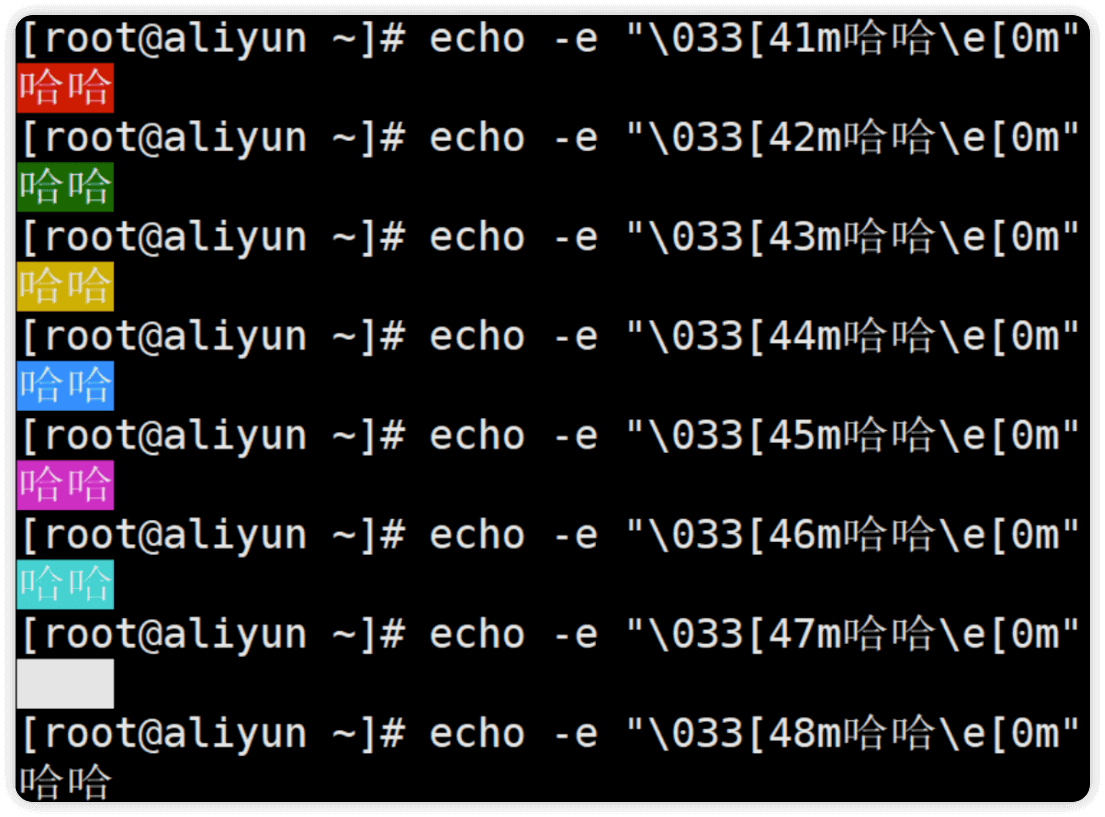 [root@aliyun ~]# echo -e "\033[41m哈哈\e[0m"
哈哈
[root@aliyun ~]# echo -e "\033[42m哈哈\e[0m"
哈哈
[root@aliyun ~]# echo -e "\033[43m哈哈\e[0m"
哈哈
[root@aliyun ~]# echo -e "\033[44m哈哈\e[0m"
哈哈
[root@aliyun ~]# echo -e "\033[45m哈哈\e[0m"
哈哈
[root@aliyun ~]# echo -e "\033[46m哈哈\e[0m"
哈哈
[root@aliyun ~]# echo -e "\033[47m哈哈\e[0m"
[root@aliyun ~]# echo -e "\033[48m哈哈\e[0m"
哈哈